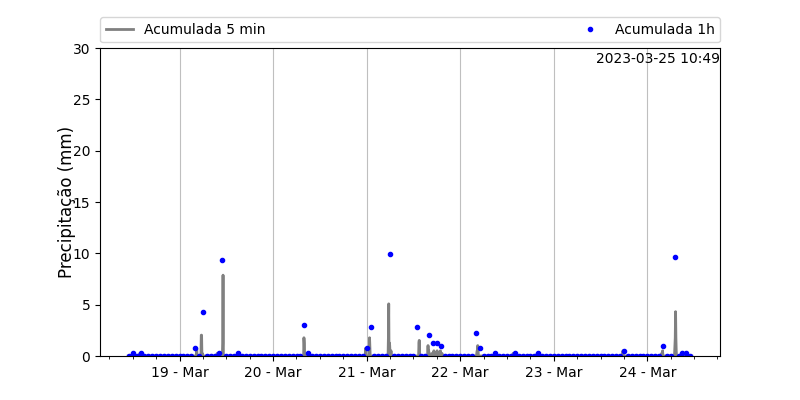 Acumulada 5 min
Acumulada 1h
2023-03-25 10:49
Precipitação (mm)
30
25
20
15
10
5
0
19 - Mar
20 - Mar
21 - Mar
22 - Mar
23 - Mar
24 - Mar